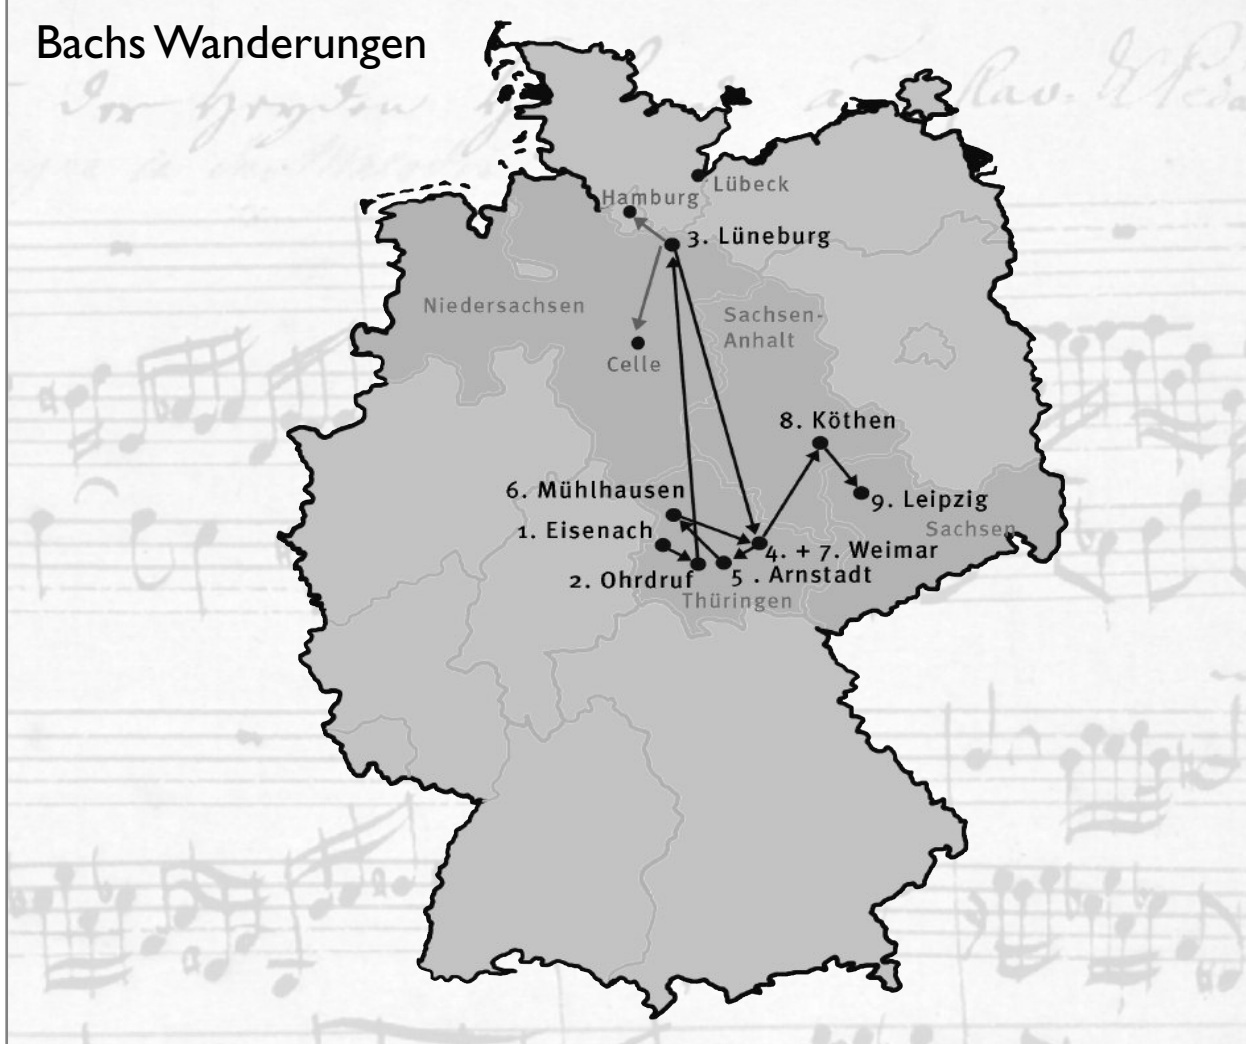 Bachs Wanderungen
Lübeck
Hamburg
3. Lüneburg
Niedersachsen
Sachsen-
Anhalt
Celle
8. Köthen
6. Mühlhausen
9. Leipzig
1. Eisenach
Sachsen
4. + 7. Weimar
2. Ohrdruf
5 . Arnstadt
Thüringen